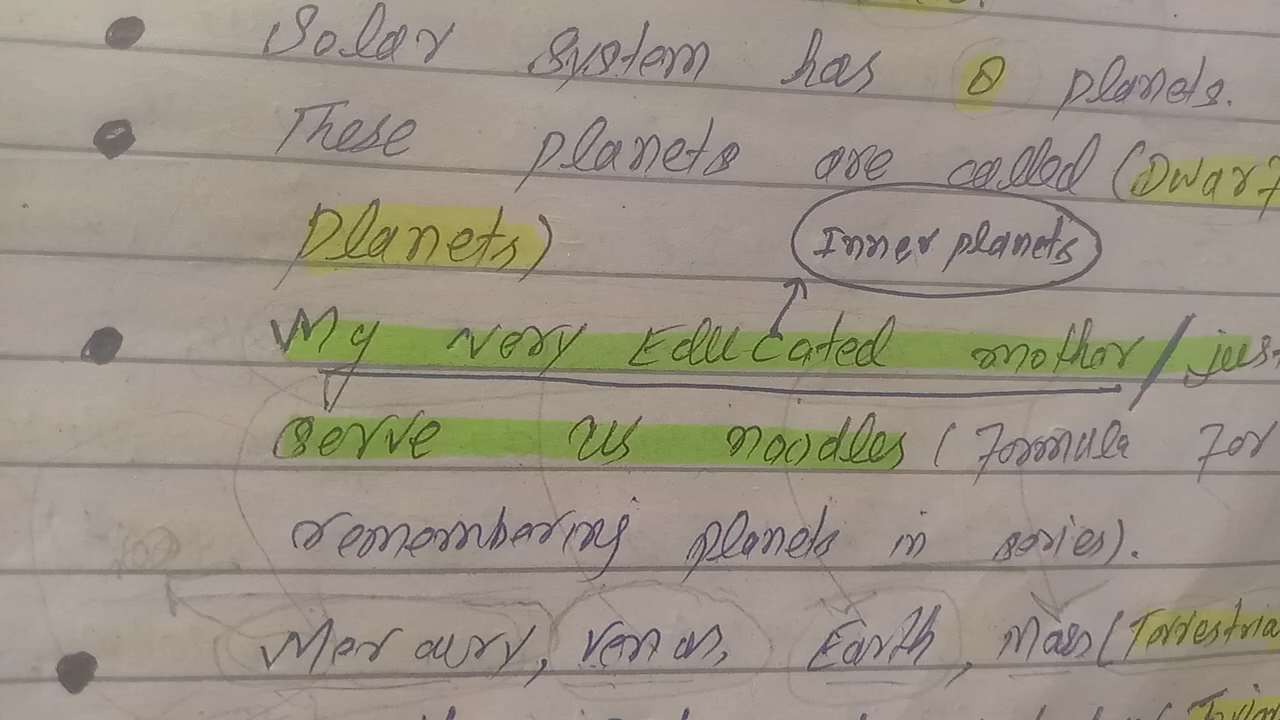 Solar system has 8 planets.
These planets are called (Dwarf
planets)
Inner planets
My very Educated mother / jus
serve us noodles (Formula For
remembering planets in series).
Mercury, venus, Earth, Mars (Terrestria